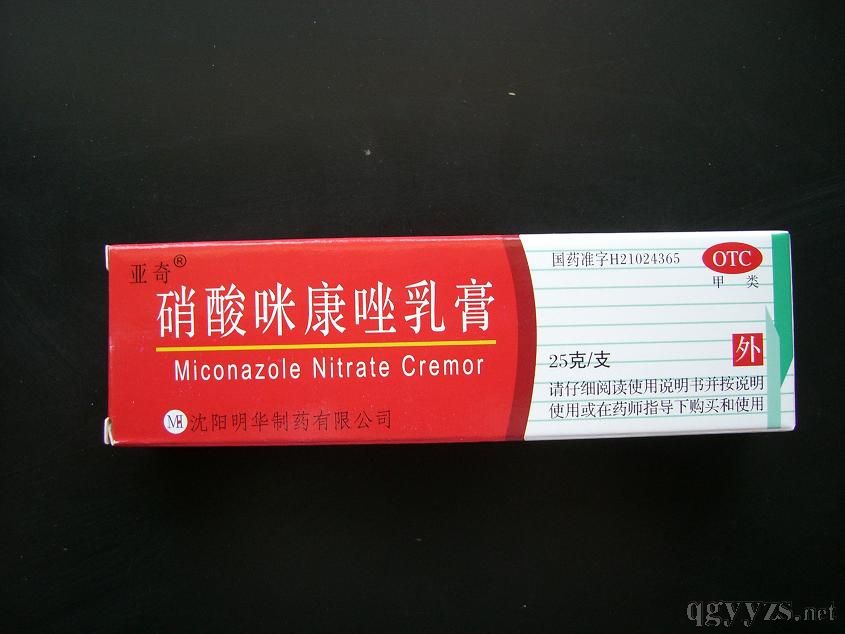 亚奇®
硝酸咪康唑乳膏
Miconazole Nitrate Cremor
MH 沈阳明华制药有限公司
国药准字H21024365
OTC
甲 类
外
25克/支
请仔细阅读使用说明书并按说明
使用或在药师指导下购买和使用
qgyyzs.net